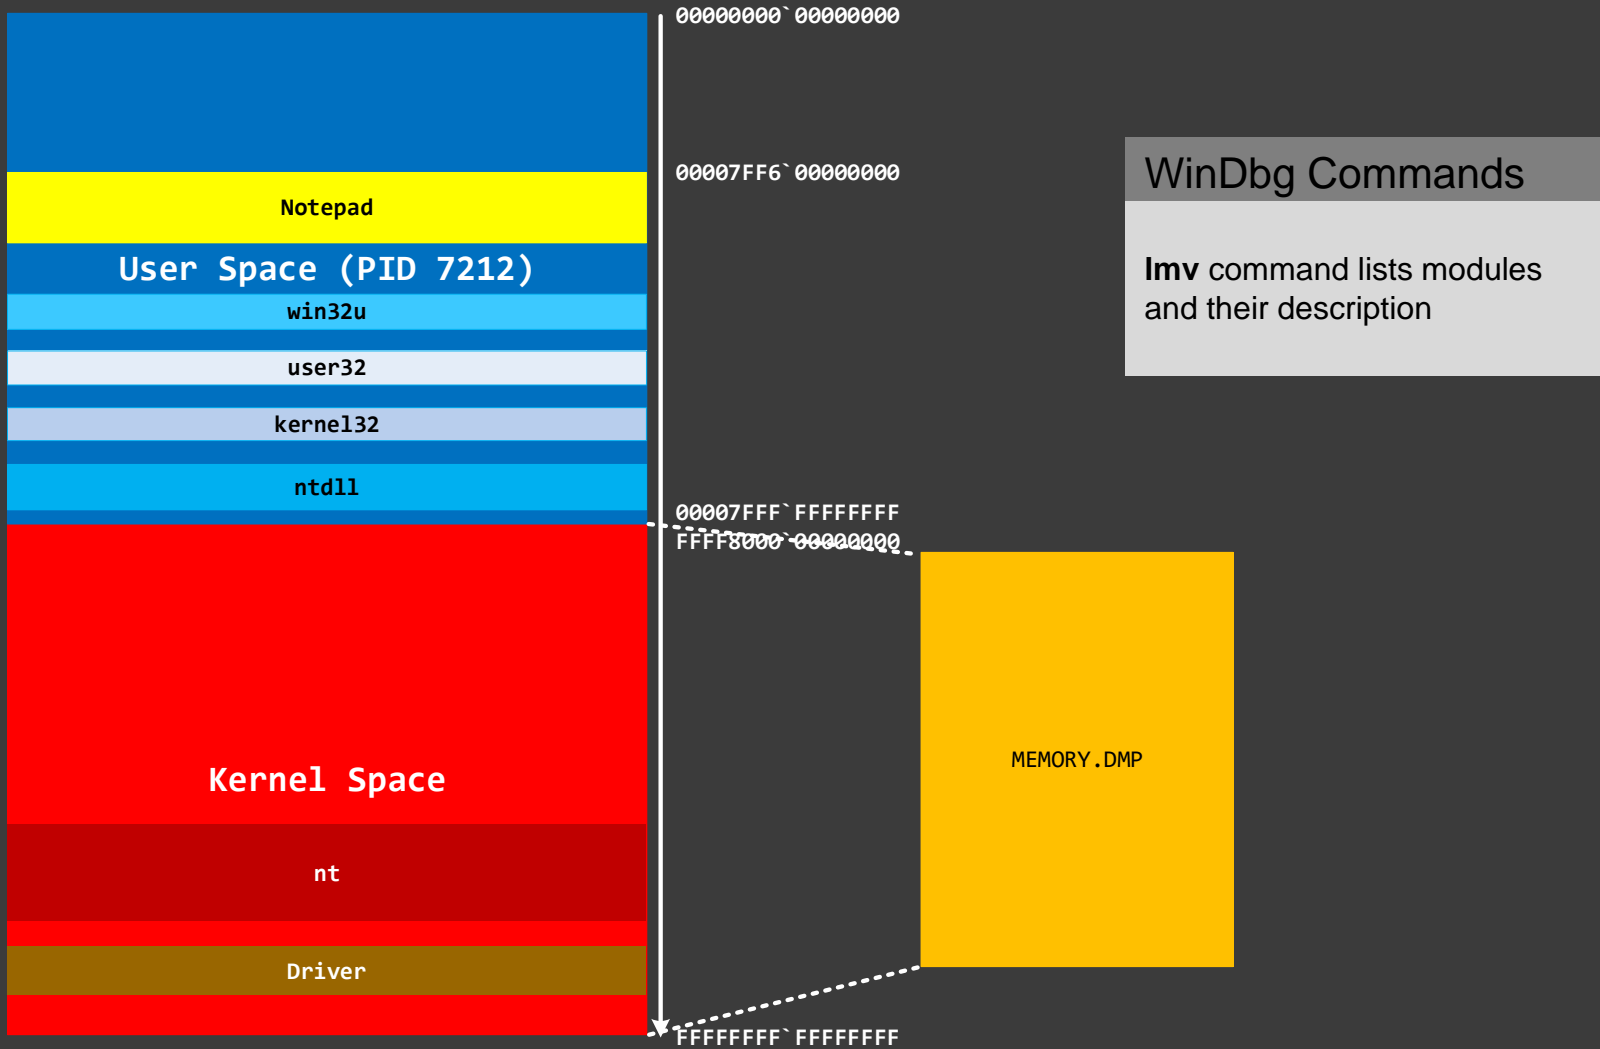 00000000`00000000
00007FF6`00000000
WinDbg Commands
lmv command lists modules
and their description
Notepad
User Space (PID 7212)
win32u
user32
kernel32
ntdll
00007FFF`FFFFFFFF
FFFF8000`00000000
MEMORY.DMP
Kernel Space
nt
Driver
FFFFFFFF`FFFFFFFF